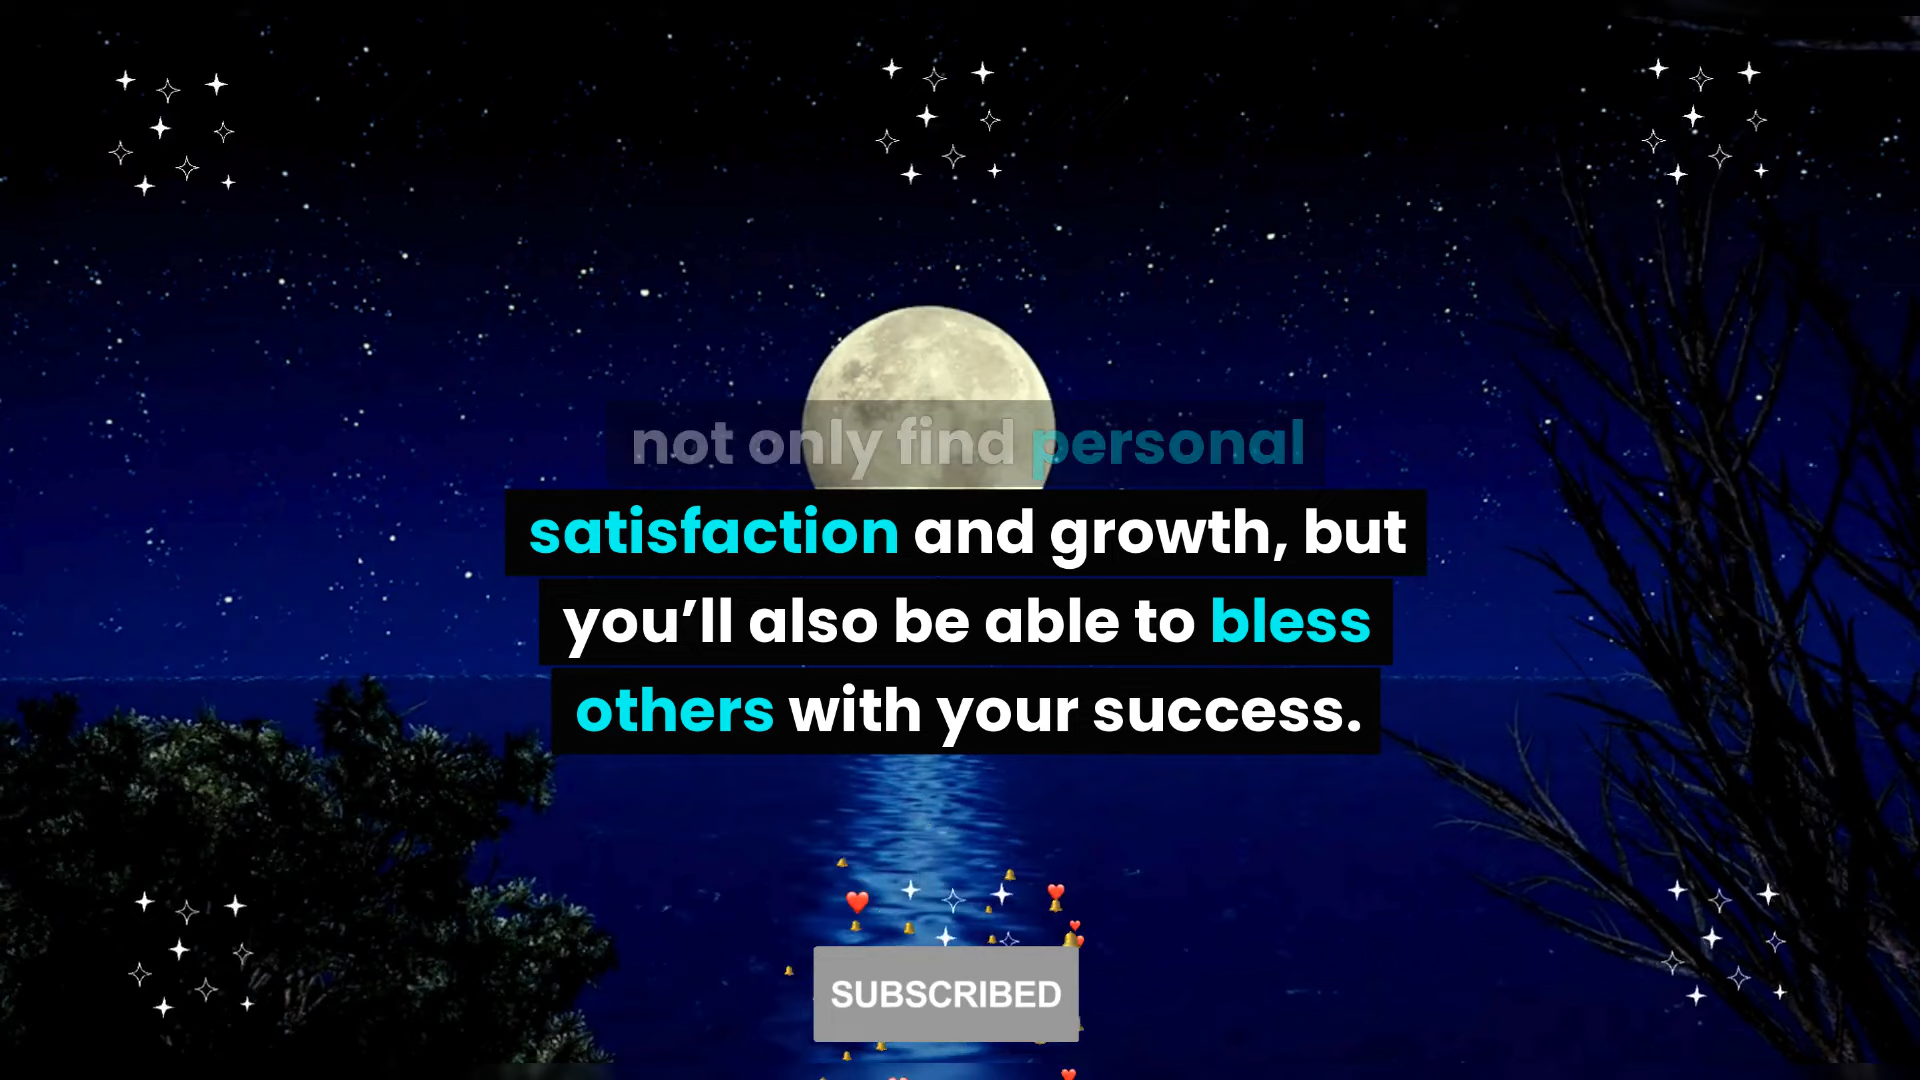 not only find personal
satisfaction and growth, but
you’ll also be able to bless
others with your success.
SUBSCRIBED